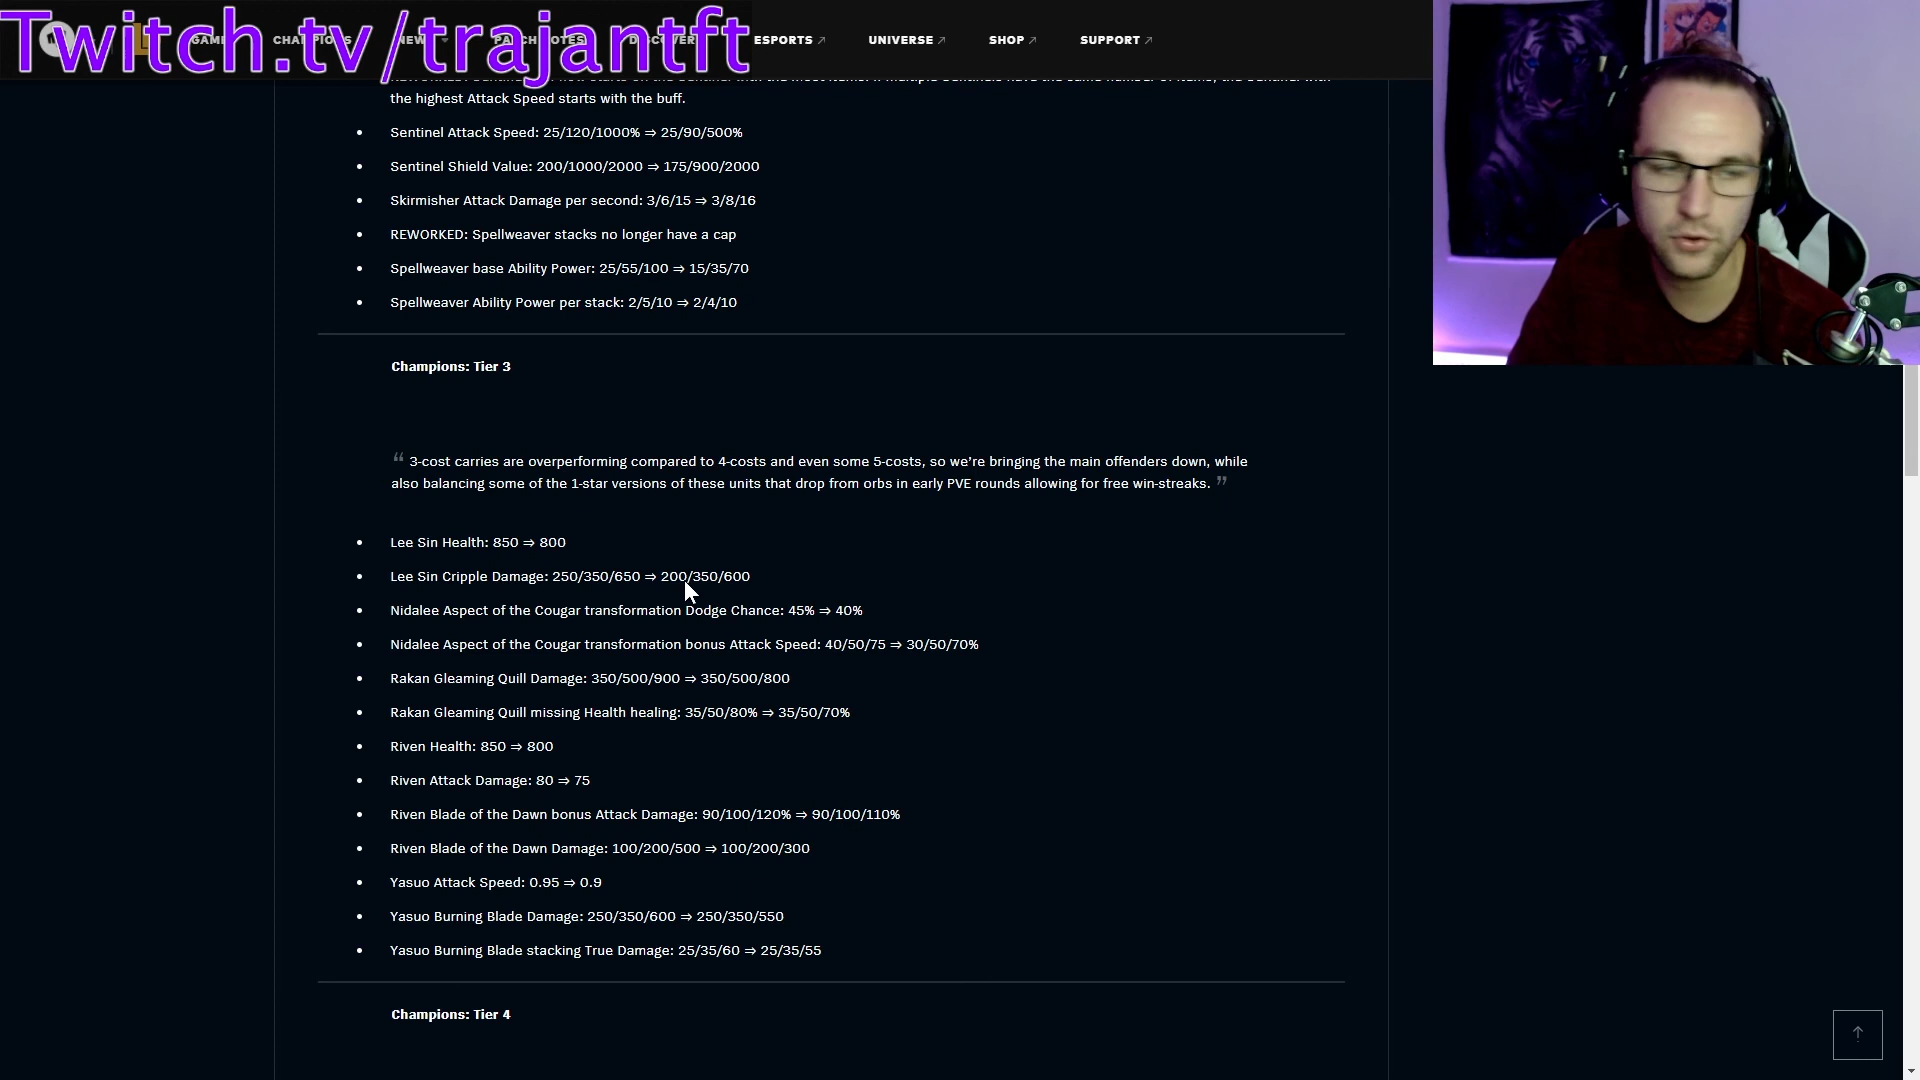 Twitch.tv/trajantft
ESPORTS UNIVERSE SHOP SUPPORT
the highest Attack Speed starts with the buff.
• Sentinel Attack Speed: 25/120/1000% ⇒ 25/90/500%
• Sentinel Shield Value: 200/1000/2000 ⇒ 175/900/2000
• Skirmisher Attack Damage per second: 3/6/15 ⇒ 3/8/16
• REWORKED: Spellweaver stacks no longer have a cap
• Spellweaver base Ability Power: 25/55/100 ⇒ 15/35/70
• Spellweaver Ability Power per stack: 2/5/10 ⇒ 2/4/10
Champions: Tier 3
“ 3-cost carries are overperforming compared to 4-costs and even some 5-costs, so we’re bringing the main offenders down, while
also balancing some of the 1-star versions of these units that drop from orbs in early PVE rounds allowing for free win-streaks. ”
• Lee Sin Health: 850 ⇒ 800
• Lee Sin Cripple Damage: 250/350/650 ⇒ 200/350/600
• Nidalee Aspect of the Cougar transformation Dodge Chance: 45% ⇒ 40%
• Nidalee Aspect of the Cougar transformation bonus Attack Speed: 40/50/75 ⇒ 30/50/70%
• Rakan Gleaming Quill Damage: 350/500/900 ⇒ 350/500/800
• Rakan Gleaming Quill missing Health healing: 35/50/80% ⇒ 35/50/70%
• Riven Health: 850 ⇒ 800
• Riven Attack Damage: 80 ⇒ 75
• Riven Blade of the Dawn bonus Attack Damage: 90/100/120% ⇒ 90/100/110%
• Riven Blade of the Dawn Damage: 100/200/500 ⇒ 100/200/300
• Yasuo Attack Speed: 0.95 ⇒ 0.9
• Yasuo Burning Blade Damage: 250/350/600 ⇒ 250/350/550
• Yasuo Burning Blade stacking True Damage: 25/35/60 ⇒ 25/35/55
Champions: Tier 4